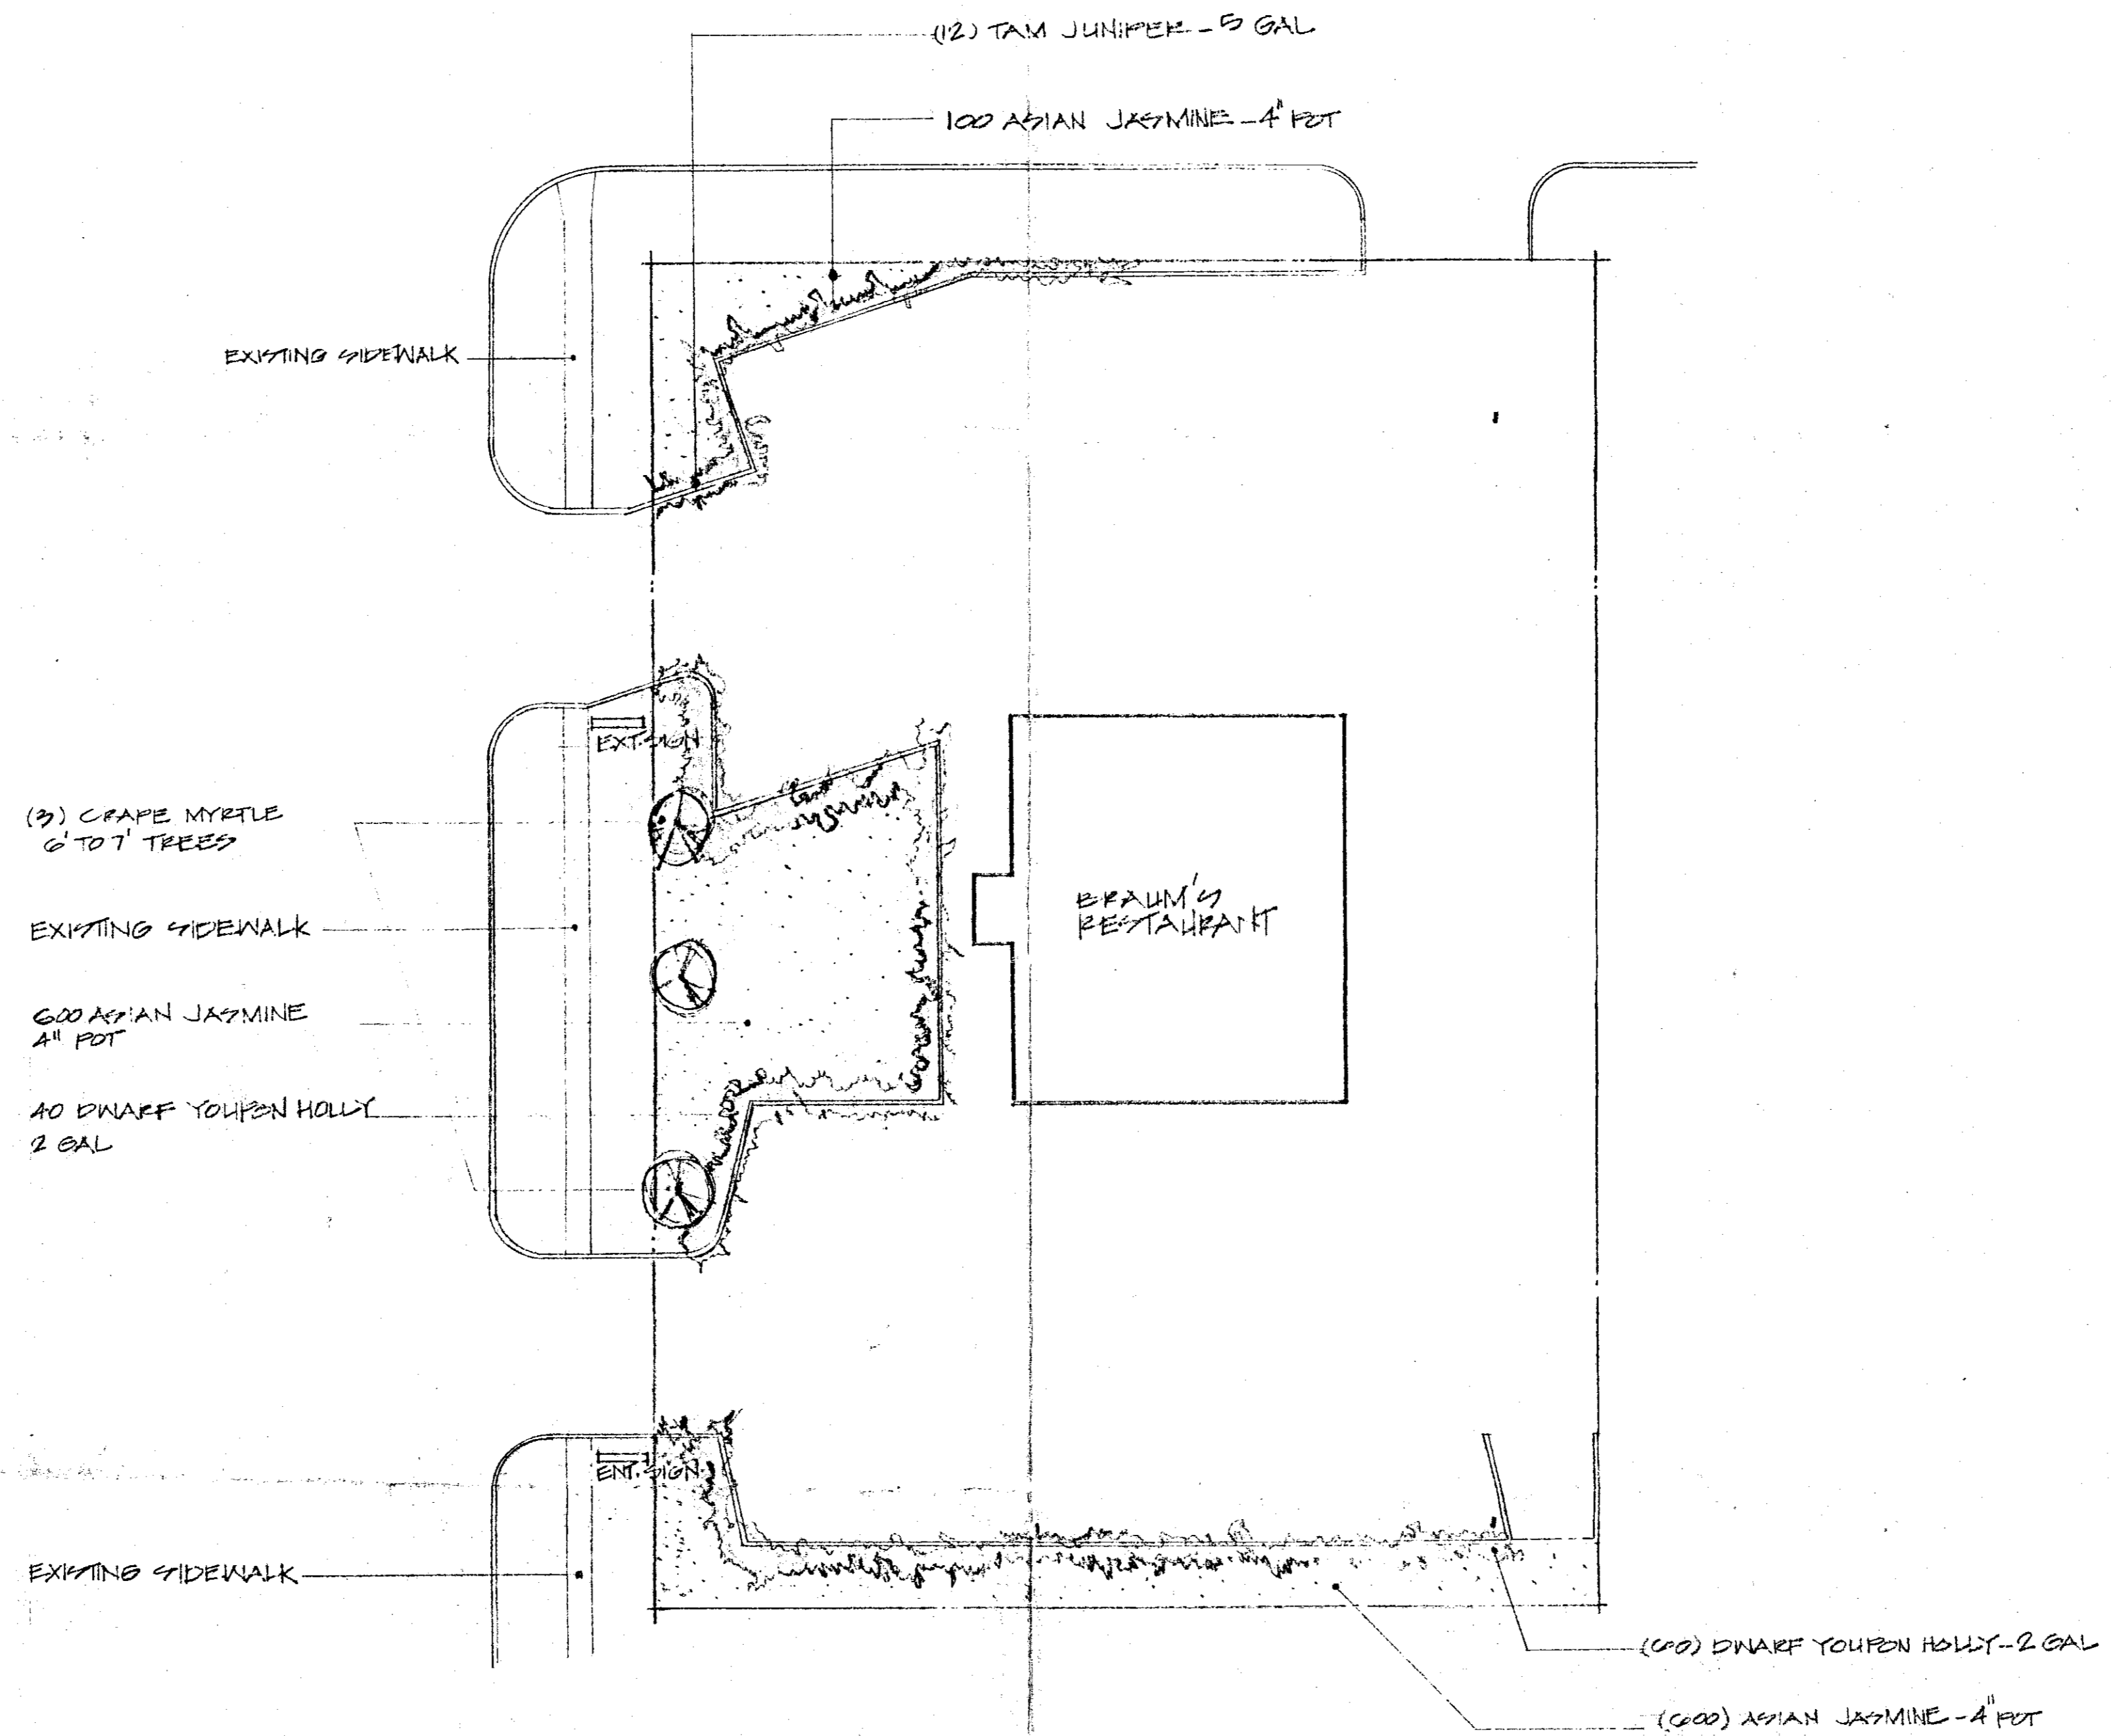 (12) TAM JUNIPER - 5 GAL
100 ASIAN JASMINE - 4" POT
EXISTING SIDEWALK
EXT. SIGN
(3) CRAPE MYRTLE
6' TO 7' TREES
BRAUM'S
RESTAURANT
EXISTING SIDEWALK
600 ASIAN JASMINE
4" POT
40 DWARF YOUPON HOLLY
2 GAL
ENT. SIGN
EXISTING SIDEWALK
(60) DWARF YOUPON HOLLY - 2 GAL
(600) ASIAN JASMINE - 4" POT